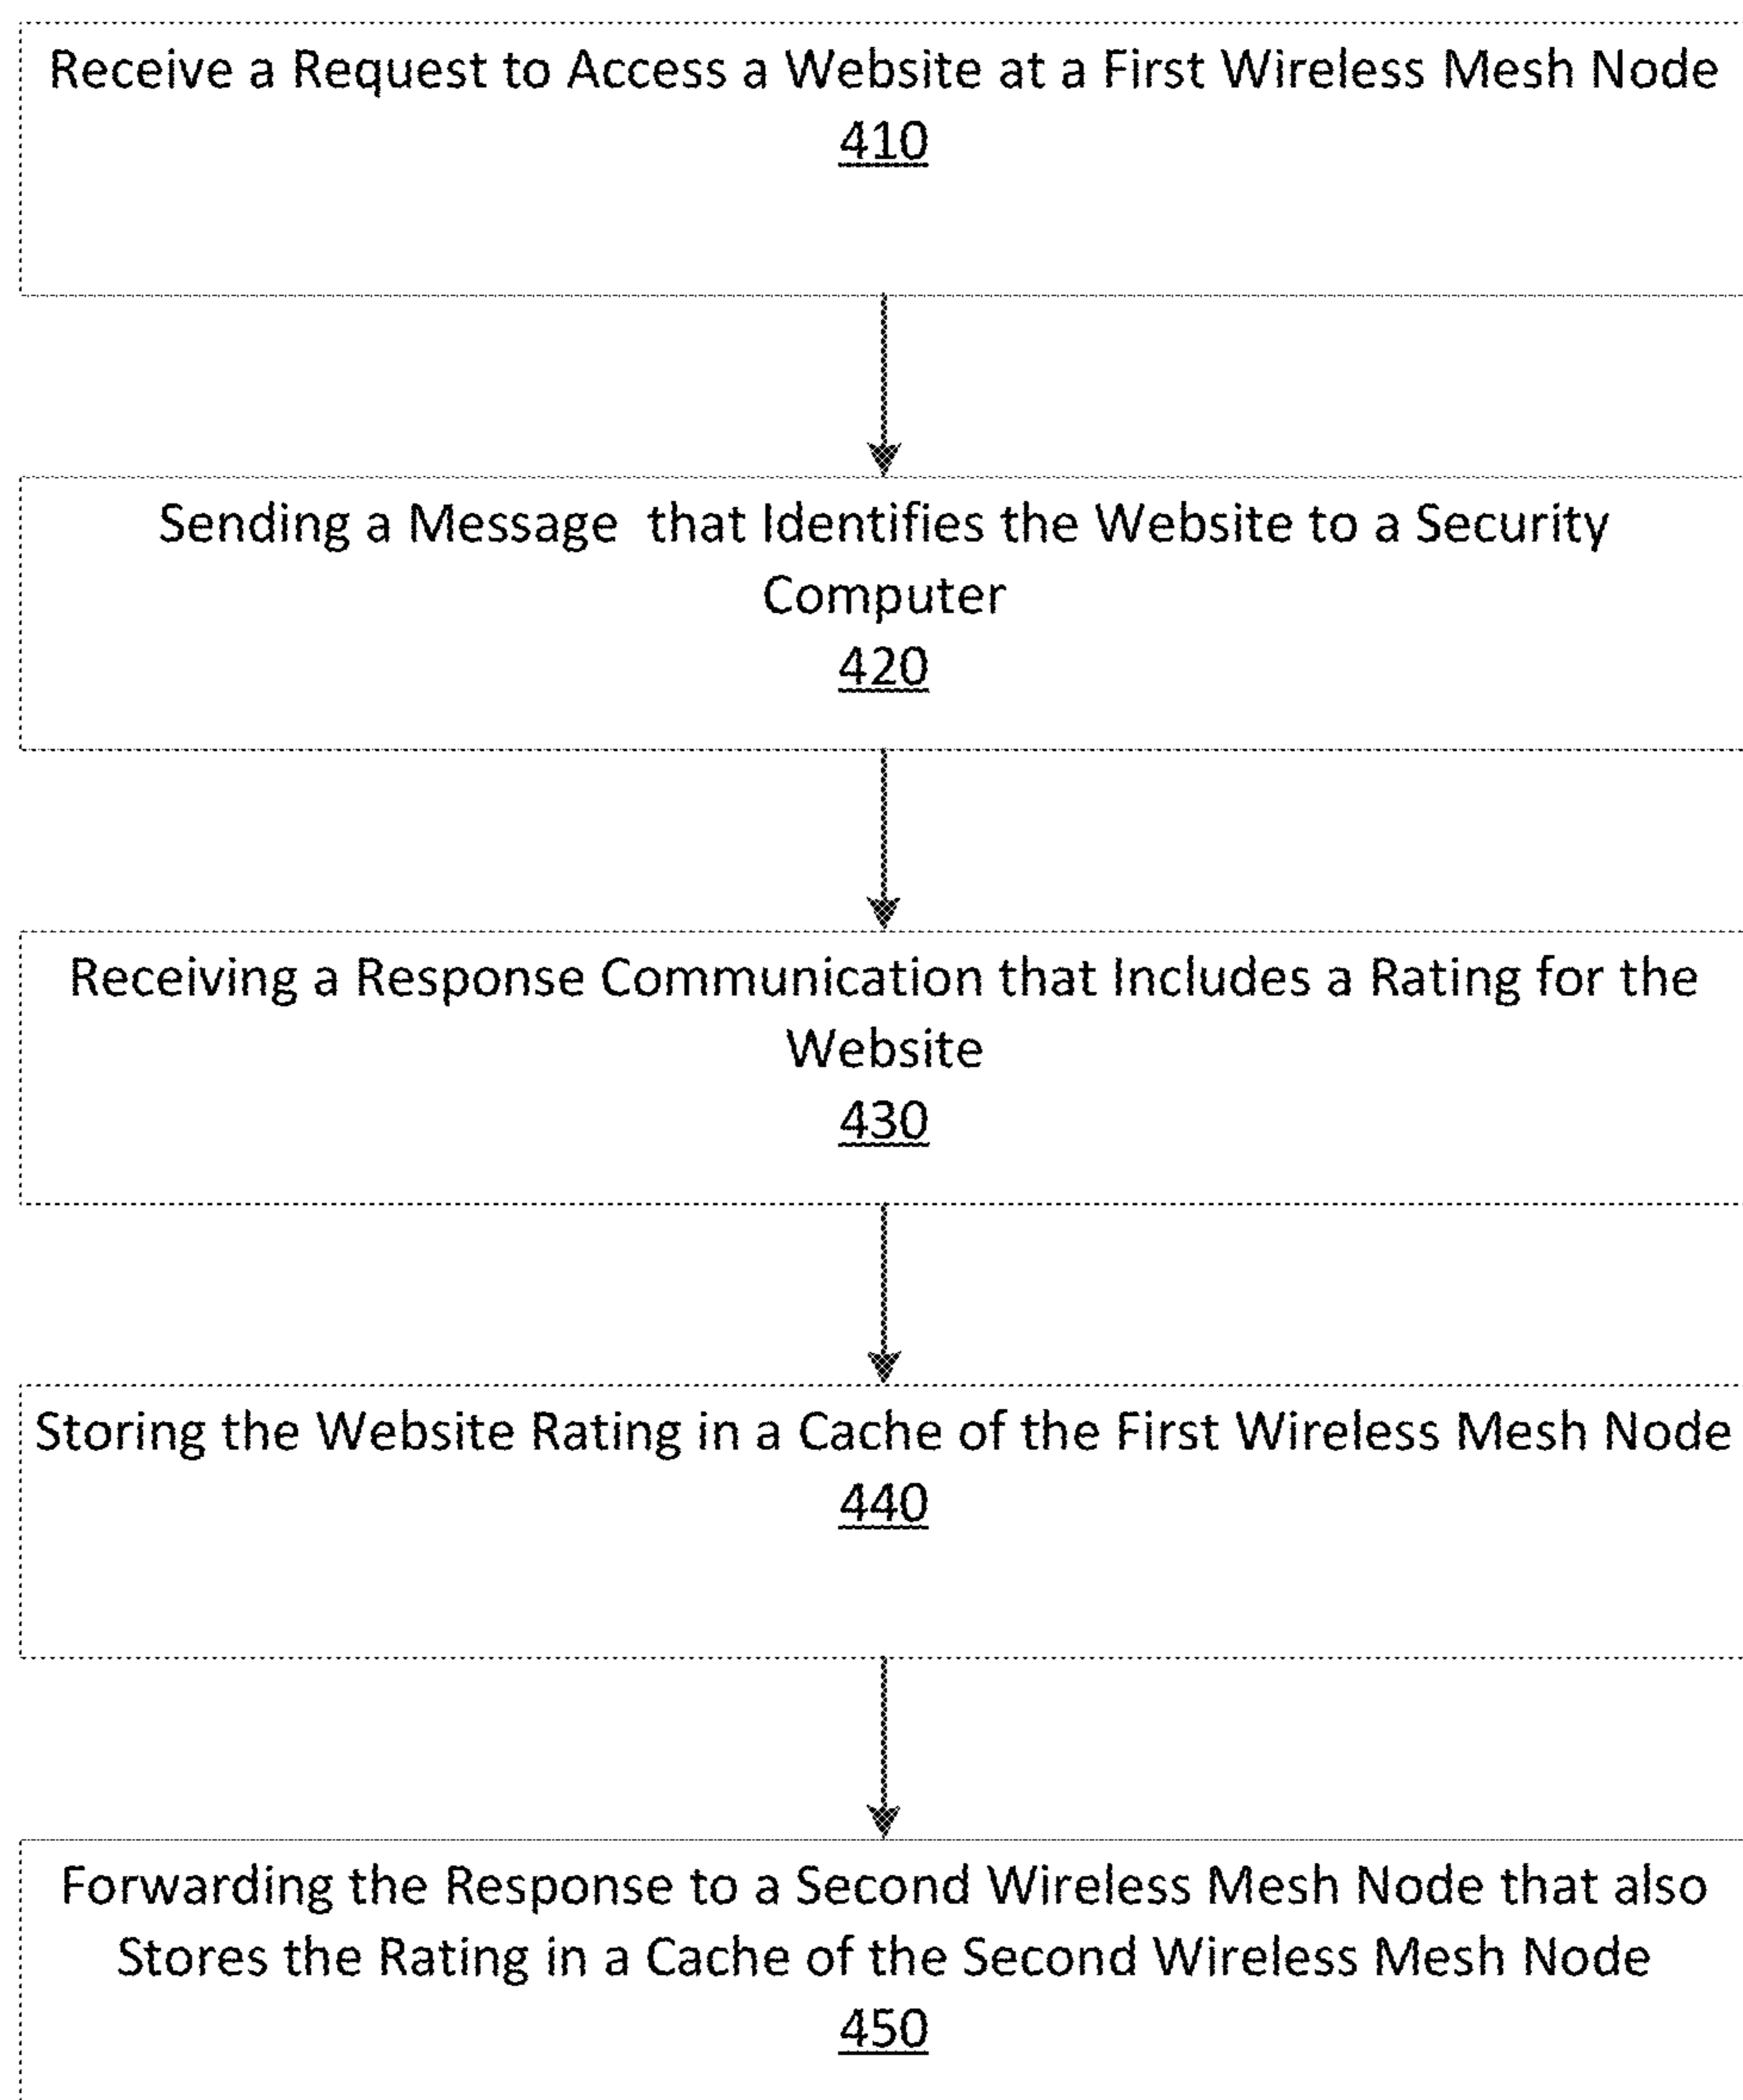 Receive a Request to Access a Website at a First Wireless Mesh Node
410
Sending a Message that Identifies the Website to a Security
Computer
420
Receiving a Response Communication that Includes a Rating for the
Website
430
Storing the Website Rating in a Cache of the First Wireless Mesh Node
440
Forwarding the Response to a Second Wireless Mesh Node that also
Stores the Rating in a Cache of the Second Wireless Mesh Node
450